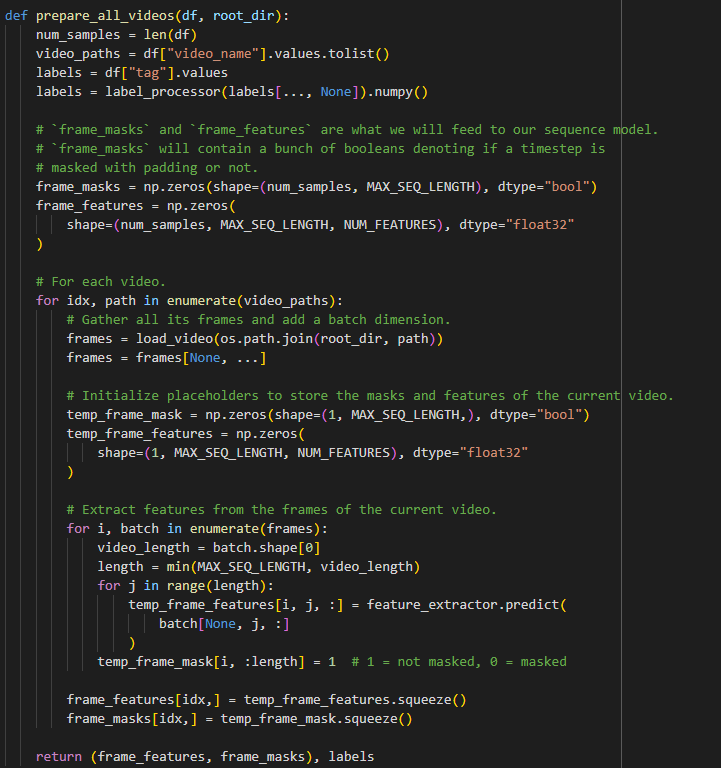 def prepare_all_videos(df, root_dir):
    num_samples = len(df)
    video_paths = df["video_name"].values.tolist()
    labels = df["tag"].values
    labels = label_processor(labels[..., None]).numpy()

    # `frame_masks` and `frame_features` are what we will feed to our sequence model.
    # `frame_masks` will contain a bunch of booleans denoting if a timestep is
    # masked with padding or not.
    frame_masks = np.zeros(shape=(num_samples, MAX_SEQ_LENGTH), dtype="bool")
    frame_features = np.zeros(
        shape=(num_samples, MAX_SEQ_LENGTH, NUM_FEATURES), dtype="float32"
    )

    # For each video.
    for idx, path in enumerate(video_paths):
        # Gather all its frames and add a batch dimension.
        frames = load_video(os.path.join(root_dir, path))
        frames = frames[None, ...]

        # Initialize placeholders to store the masks and features of the current video.
        temp_frame_mask = np.zeros(shape=(1, MAX_SEQ_LENGTH,), dtype="bool")
        temp_frame_features = np.zeros(
            shape=(1, MAX_SEQ_LENGTH, NUM_FEATURES), dtype="float32"
        )

        # Extract features from the frames of the current video.
        for i, batch in enumerate(frames):
            video_length = batch.shape[0]
            length = min(MAX_SEQ_LENGTH, video_length)
            for j in range(length):
                temp_frame_features[i, j, :] = feature_extractor.predict(
                    batch[None, j, :]
                )
            temp_frame_mask[i, :length] = 1  # 1 = not masked, 0 = masked

        frame_features[idx,] = temp_frame_features.squeeze()
        frame_masks[idx,] = temp_frame_mask.squeeze()

    return (frame_features, frame_masks), labels